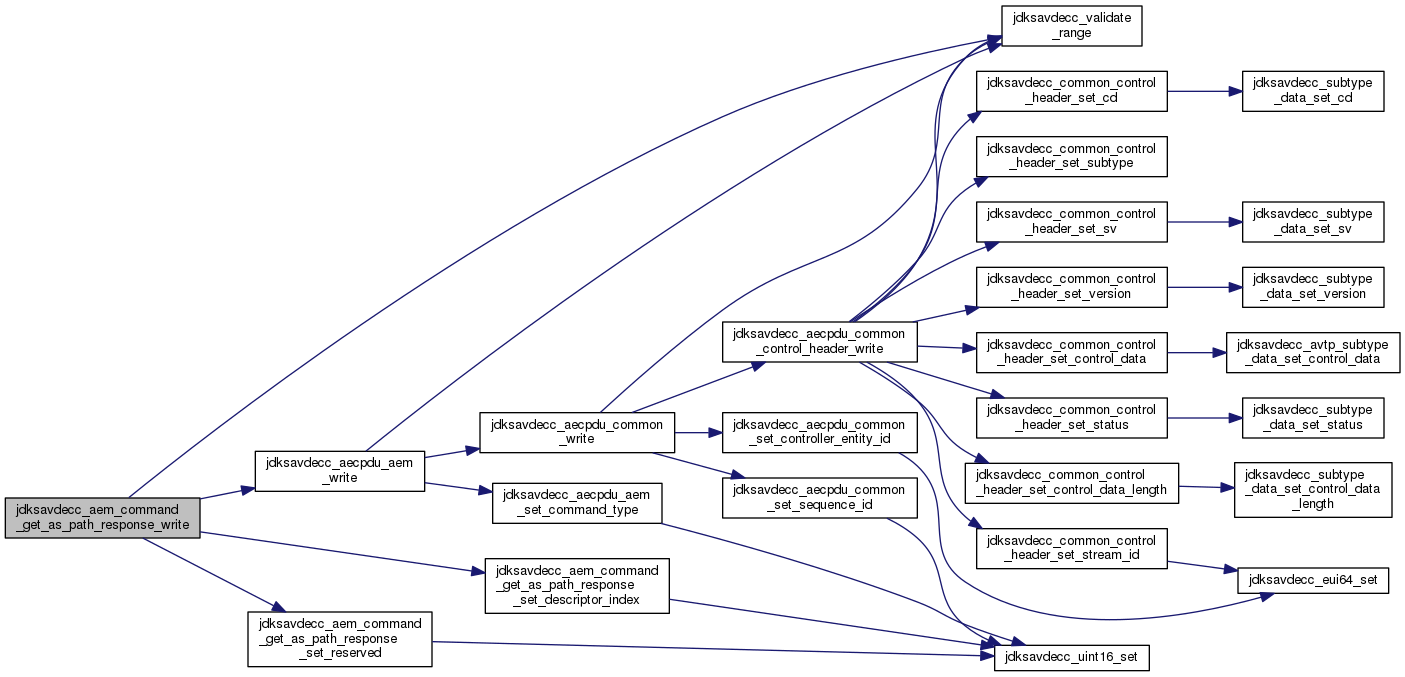 jdksavdecc_aem_command
_get_as_path_response_write
jdksavdecc_aecpdu_aem
_write
jdksavdecc_aem_command
_get_as_path_response
_set_reserved
jdksavdecc_aecpdu_common
_write
jdksavdecc_aecpdu_aem
_set_command_type
jdksavdecc_aem_command
_get_as_path_response
_set_descriptor_index
jdksavdecc_aecpdu_common
_control_header_write
jdksavdecc_aecpdu_common
_set_controller_entity_id
jdksavdecc_aecpdu_common
_set_sequence_id
jdksavdecc_validate
_range
jdksavdecc_common_control
_header_set_cd
jdksavdecc_common_control
_header_set_subtype
jdksavdecc_common_control
_header_set_sv
jdksavdecc_common_control
_header_set_version
jdksavdecc_common_control
_header_set_control_data
jdksavdecc_common_control
_header_set_status
jdksavdecc_common_control
_header_set_control_data_length
jdksavdecc_common_control
_header_set_stream_id
jdksavdecc_uint16_set
jdksavdecc_subtype
_data_set_cd
jdksavdecc_subtype
_data_set_sv
jdksavdecc_subtype
_data_set_version
jdksavdecc_avtp_subtype
_data_set_control_data
jdksavdecc_subtype
_data_set_status
jdksavdecc_subtype
_data_set_control_data
_length
jdksavdecc_eui64_set